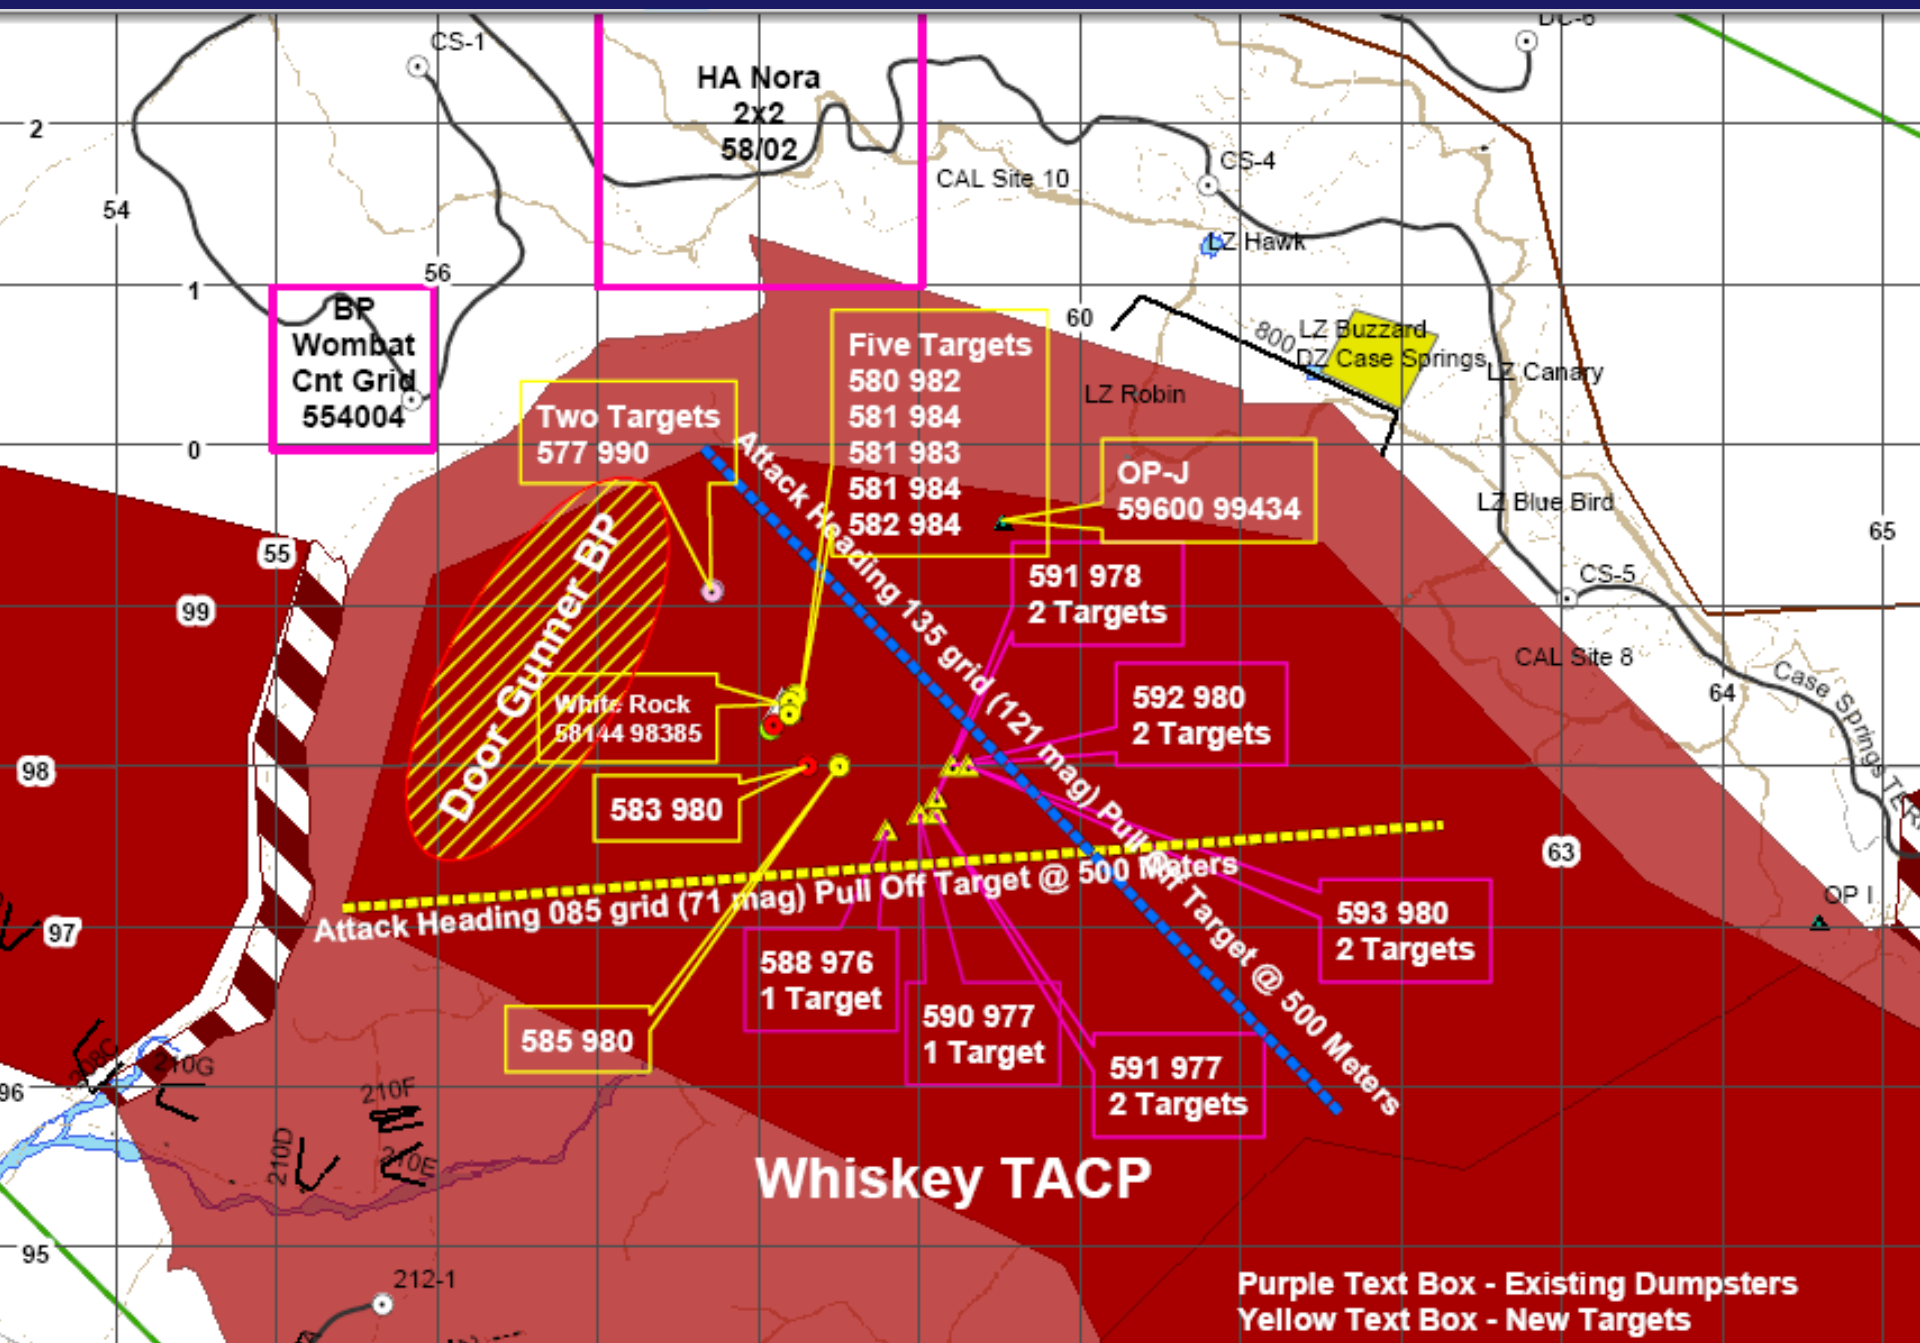 DC-6
CS-1
HA Nora
2x2
58/02
2
CS-4
CAL Site 10
54
LZ Hawk
56
1
BP
Wombat
Cnt Grid
554004
60
800
LZ Buzzard
DZ Case Springs
LZ Canary
LZ Robin
Five Targets
580 982
581 984
581 983
581 984
582 984
Two Targets
577 990
0
OP-J
59600 99434
LZ Blue Bird
65
55
99
Attack Heading 135 grid (121 mag) Pull Off Target @ 500 Meters
Door Gunner BP
591 978
2 Targets
CS-5
CAL Site 8
64
Case Springs
592 980
2 Targets
White Rock
58144 98385
98
583 980
63
Attack Heading 085 grid (71 mag) Pull Off Target @ 500 Meters
OP I
97
593 980
2 Targets
588 976
1 Target
590 977
1 Target
585 980
591 977
2 Targets
208C
210G
96
210F
210D
210E
Whiskey TACP
95
212-1
Purple Text Box - Existing Dumpsters
Yellow Text Box - New Targets